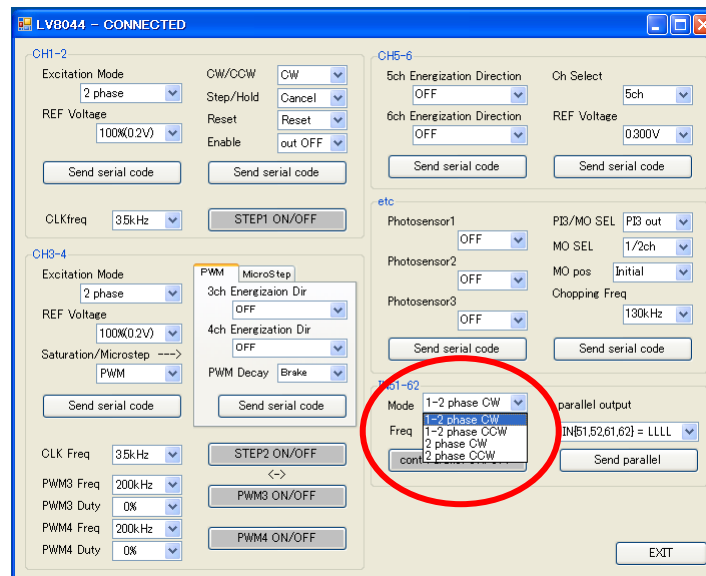 LV8044 - CONNECTED
CH1-2
Excitation Mode
2 phase
REF Voltage
100%(0.2V)
Send serial code
CW/CCW CW
Step/Hold Cancel
Reset Reset
Enable out OFF
Send serial code
CLKfreq 3.5kHz
STEP1 ON/OFF
CH3-4
Excitation Mode
2 phase
REF Voltage
100%(0.2V)
Saturation/Microstep --->
PWM
Send serial code
PWM MicroStep
3ch Energizaion Dir
OFF
4ch Energization Dir
OFF
PWM Decay Brake
Send serial code
CLK Freq 3.5kHz
PWM3 Freq 200kHz
PWM3 Duty 0%
PWM4 Freq 200kHz
PWM4 Duty 0%
STEP2 ON/OFF
<->
PWM3 ON/OFF
PWM4 ON/OFF
CH5-6
5ch Energization Direction
OFF
6ch Energization Direction
OFF
Send serial code
Ch Select
5ch
REF Voltage
0.300V
Send serial code
etc
Photosensor1
OFF
Photosensor2
OFF
Photosensor3
OFF
Send serial code
PI3/MO SEL PI3 out
MO SEL 1/2ch
MO pos Initial
Chopping Freq
130kHz
Send serial code
IN51-62
Mode 1-2 phase CW
1-2 phase CW
1-2 phase CCW
2 phase CW
2 phase CCW
Freq
parallel output
IN{51,52,61,62} = LLLL
Send parallel
EXIT